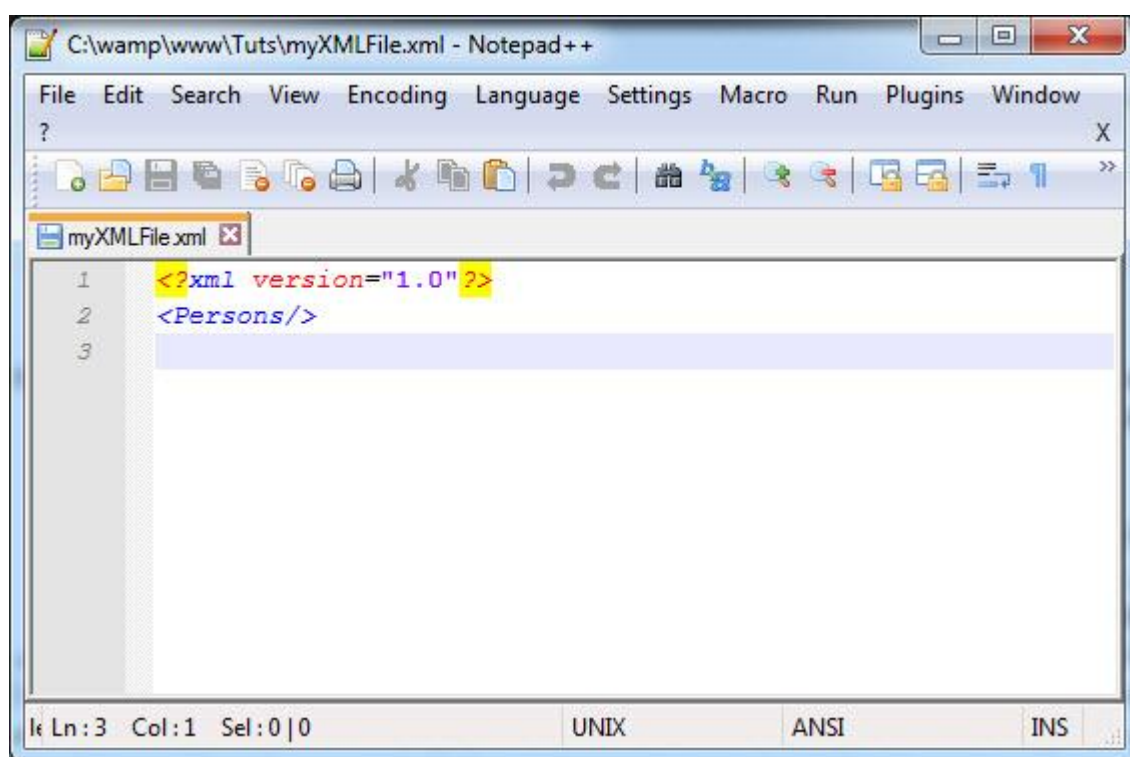 C:\wamp\www\Tuts\myXMLFile.xml - Notepad++
File Edit Search View Encoding Language Settings Macro Run Plugins Window
? X
myXMLFile.xml
1 <?xml version="1.0"?>
2 <Persons/>
3
Ln:3 Col:1 Sel:0|0 UNIX ANSI INS